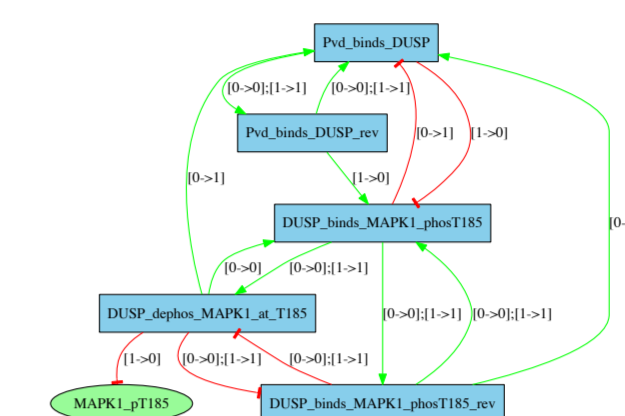 Pvd_binds_DUSP
[0->0];[1->1] [0->0];[1->1]
Pvd_binds_DUSP_rev [0->1] [1->0]
[0->1] [1->0]
DUSP_binds_MAPK1_phosT185 [0-
[0->0] [0->0];[1->1]
DUSP_dephos_MAPK1_at_T185 [0->0];[1->1] [0->0];[1->1]
[1->0] [0->0];[1->1] [0->0];[1->1]
MAPK1_pT185 DUSP_binds_MAPK1_phosT185_rev